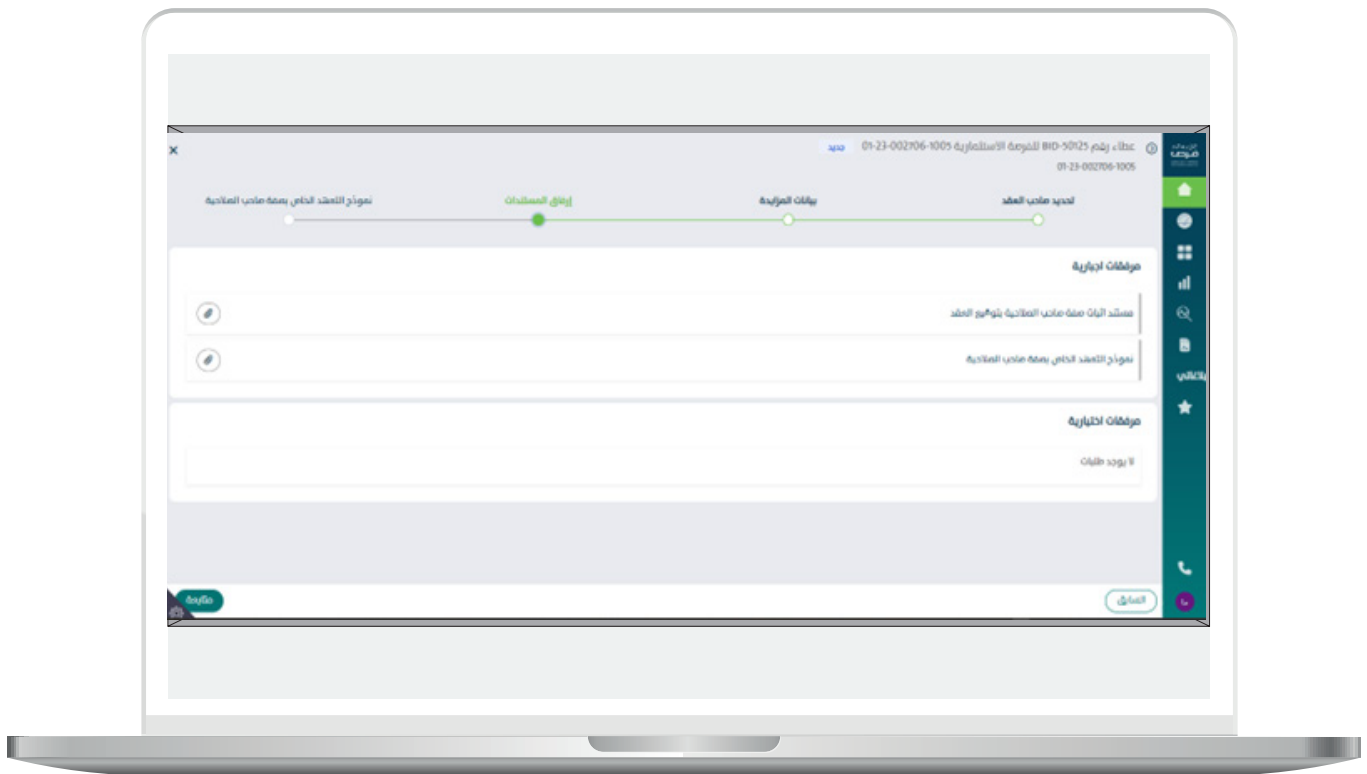 عطاء رقم BID-50125 للفرصة الاستثمارية 01-23-002706-1005 جديد
01-23-002706-1005
فرص
تحديد صاحب العقد
بيانات المزايدة
إرفاق المستندات
نموذج التعهد الخاص بصفة صاحب الصلاحية
مرفقات اجبارية
مستند اثبات صفة صاحب الصلاحية بتوقيع العقد
نموذج التعهد الخاص بصفة صاحب الصلاحية
مرفقات اختيارية
لا يوجد طلبات
السابق
متابعة